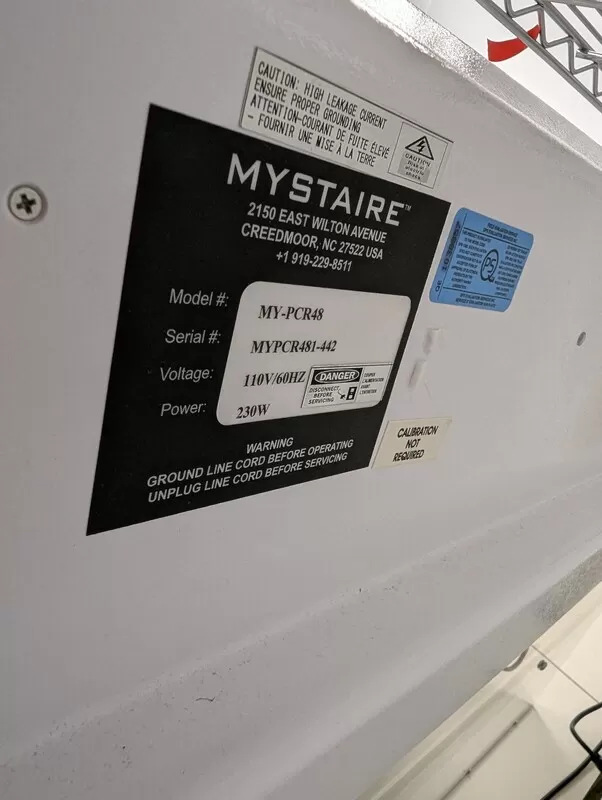 CAUTION: HIGH LEAKAGE CURRENT
ENSURE PROPER GROUNDING
ATTENTION-COURANT DE FUITE ÉLEVÉ
- FOURNIR UNE MISE À LA TERRE
CAUTION
MYSTAIRE™
2150 EAST WILTON AVENUE
CREEDMOOR, NC 27522 USA
+1 919-229-8511
Model #: MY-PCR48
Serial #: MYPCR481-442
Voltage: 110V/60HZ
Power: 230W
DANGER
DISCONNECT
BEFORE
SERVICING
WARNING
GROUND LINE CORD BEFORE OPERATING
UNPLUG LINE CORD BEFORE SERVICING
PS
CALIBRATION
NOT
REQUIRED